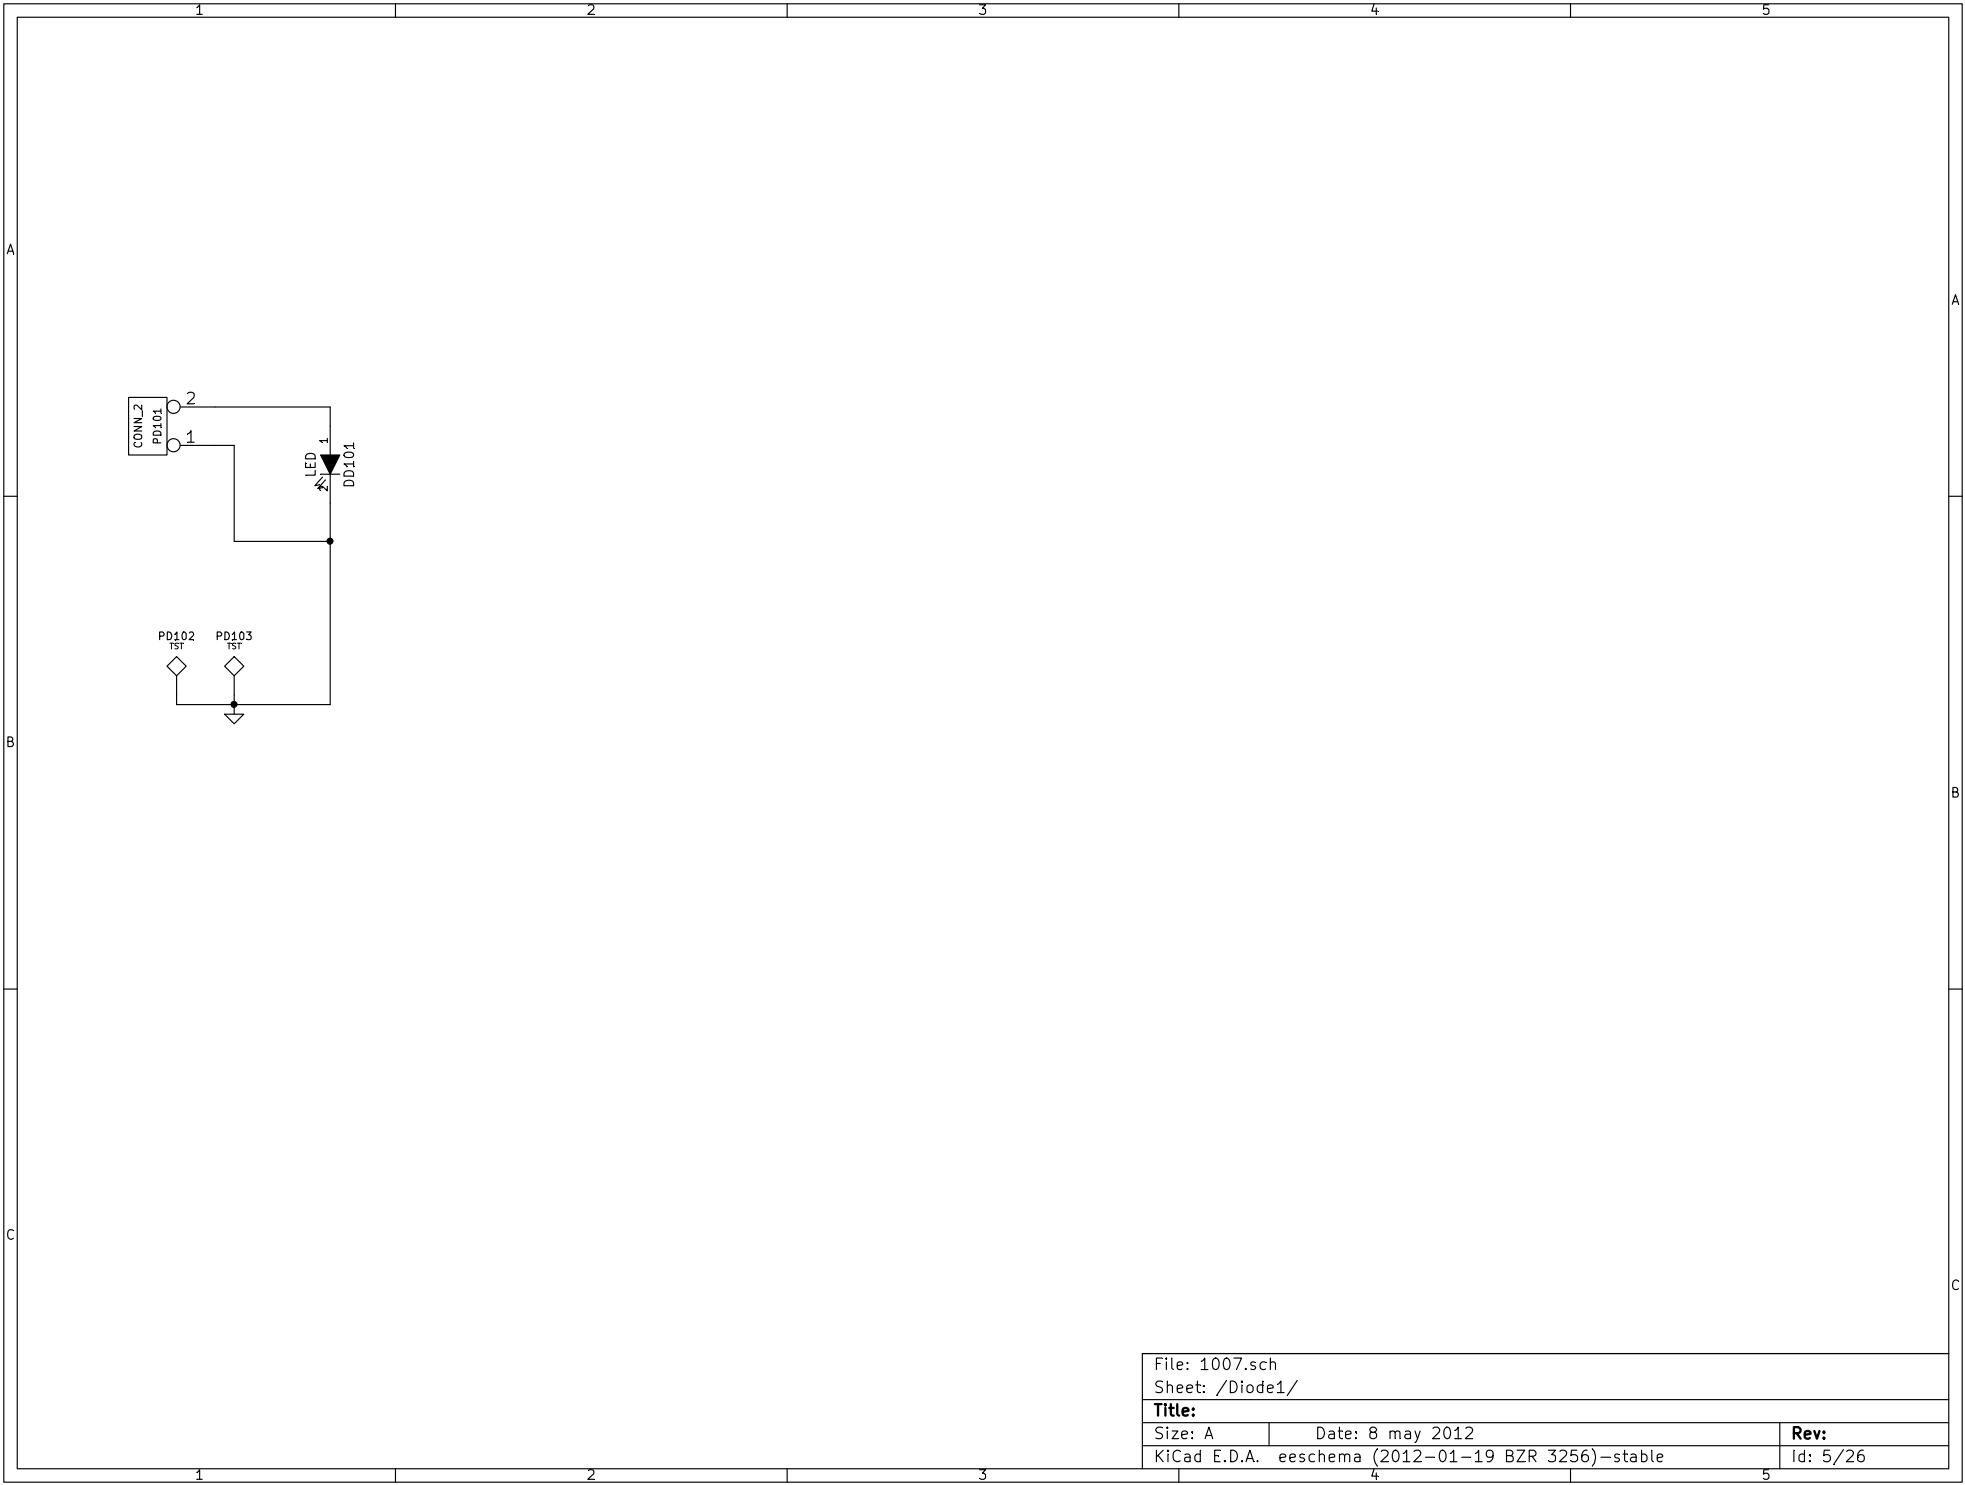 1 2 3 4 5
A
A
CONN_2
PD101
2
1
1
LED
2
DD101
PD102
TST
PD103
TST
B
B
C
C
File: 1007.sch
Sheet: /Diode1/
Title:
Size: A Date: 8 may 2012 Rev:
KiCad E.D.A. eeschema (2012-01-19 BZR 3256)-stable Id: 5/26
1 2 3 4 5